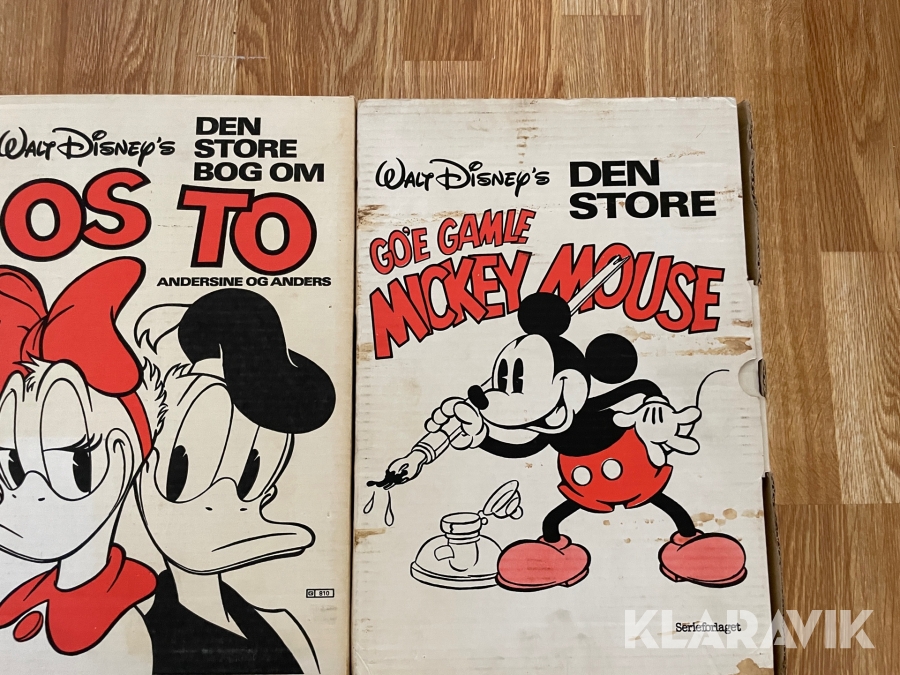 Walt Disney's
DEN
STORE
BOG OM
OS TO
ANDERSINE OG ANDERS
G 810
Walt Disney's
DEN
STORE
GO'E GAMLE
MICKEY MOUSE
Serieforlaget
KLARAVIK